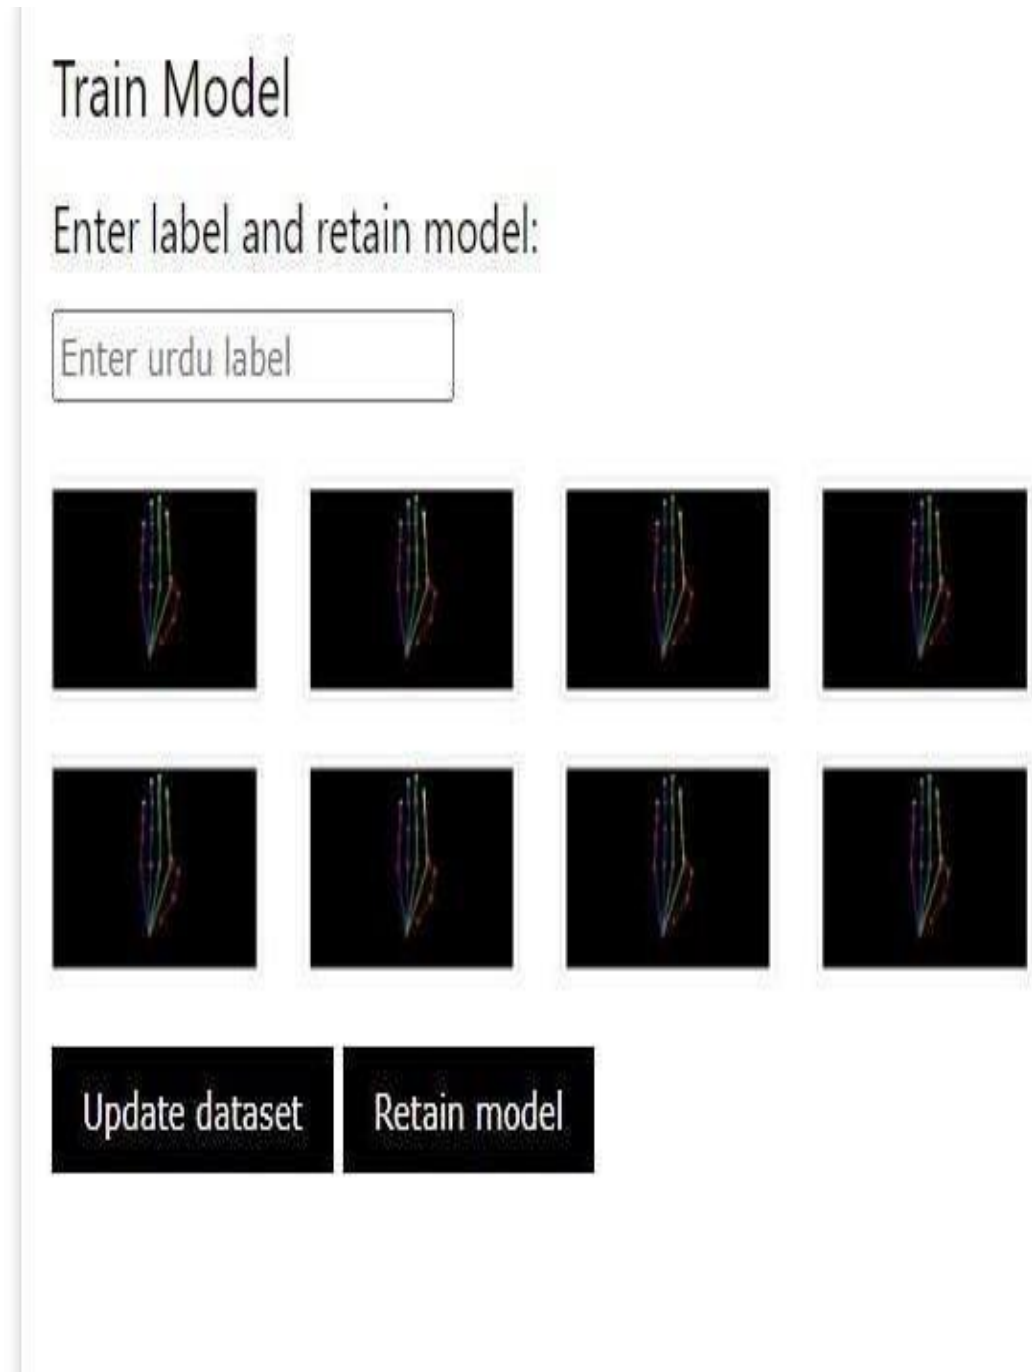 Train Model
Enter label and retain model:
Enter urdu label
Update dataset Retain model